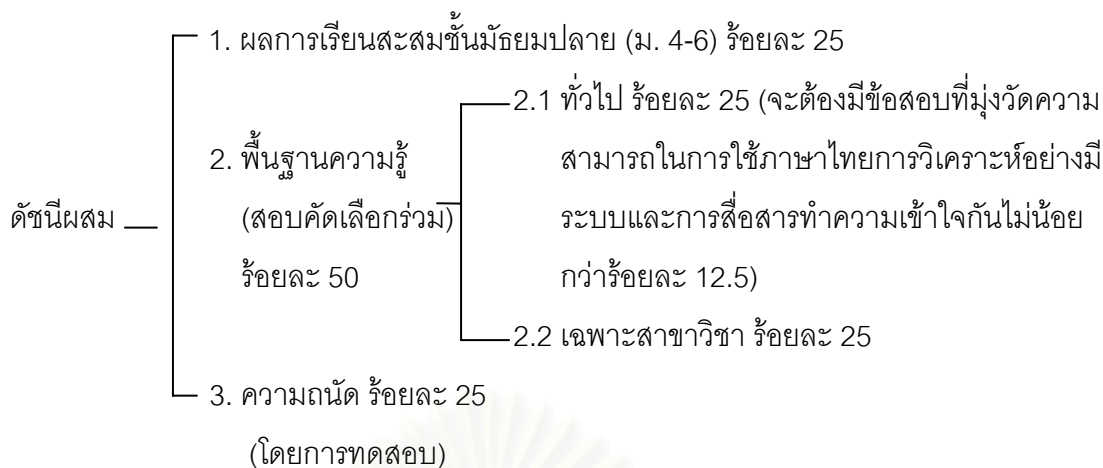 1. ผลการเรียนสะสมชั้นมัธยมปลาย (ม. 4-6) ร้อยละ 25
2.1 ทั่วไป ร้อยละ 25 (จะต้องมีข้อสอบที่มุ่งวัดความ
2. พื้นฐานความรู้
สามารถในการใช้ภาษาไทยการวิเคราะห์อย่างมี
ดัชนีผสม
(สอบคัดเลือกร่วม)
ระบบและการสื่อสารทำความเข้าใจกันไม่น้อย
ร้อยละ 50
กว่าร้อยละ 12.5)
2.2 เฉพาะสาขาวิชา ร้อยละ 25
3. ความถนัด ร้อยละ 25
(โดยการทดสอบ)